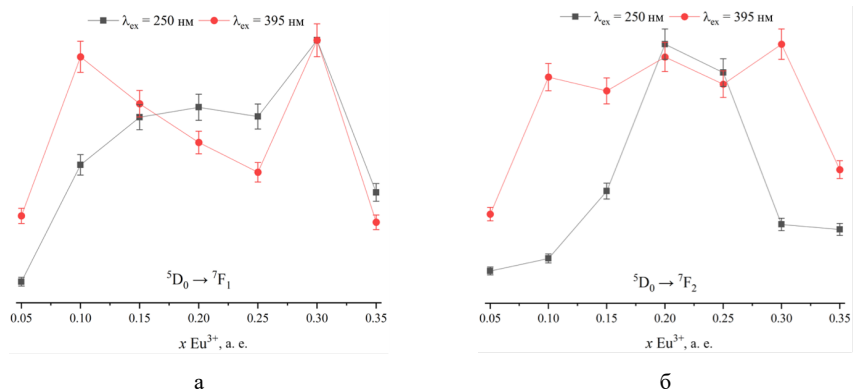 λex = 250 нм λex = 395 нм
⁵D₀ → ⁷F₁
0.05 0.10 0.15 0.20 0.25 0.30 0.35
x Eu³⁺, а. е.
а
λex = 250 нм λex = 395 нм
⁵D₀ → ⁷F₂
0.05 0.10 0.15 0.20 0.25 0.30 0.35
x Eu³⁺, а. е.
б